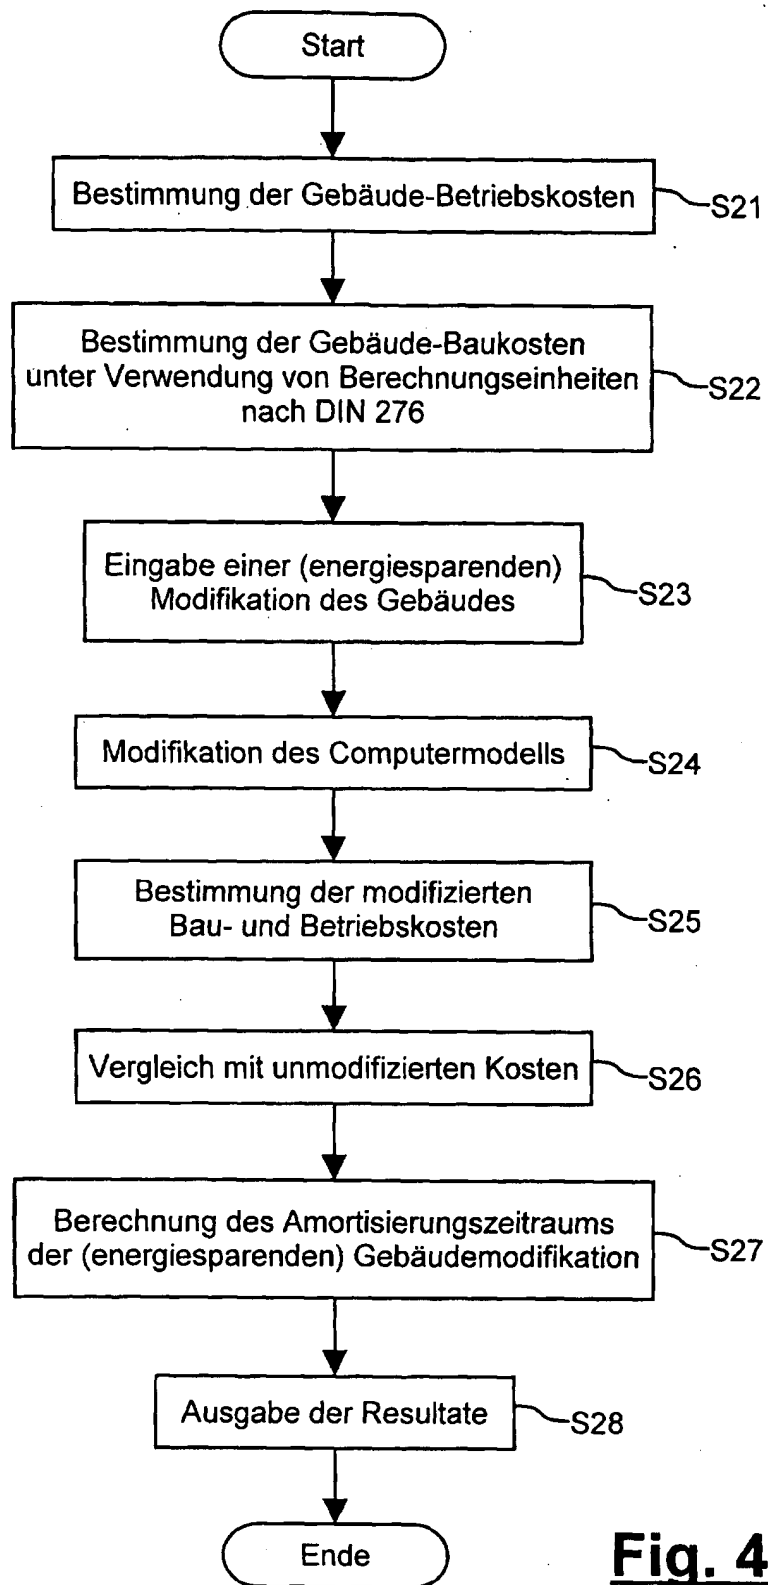 Start
Bestimmung der Gebäude-Betriebskosten
S21
Bestimmung der Gebäude-Baukosten
unter Verwendung von Berechnungseinheiten
nach DIN 276
S22
Eingabe einer (energiesparenden)
Modifikation des Gebäudes
S23
Modifikation des Computermodells
S24
Bestimmung der modifizierten
Bau- und Betriebskosten
S25
Vergleich mit unmodifizierten Kosten
S26
Berechnung des Amortisierungszeitraums
der (energiesparenden) Gebäudemodifikation
S27
Ausgabe der Resultate
S28
Ende
Fig. 4